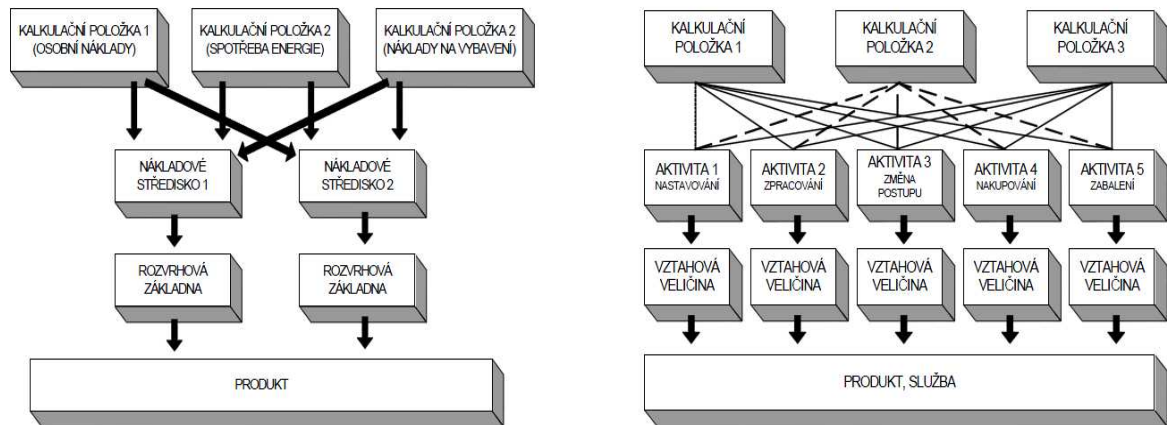 KALKULAČNÍ POLOŽKA 1
(OSOBNÍ NÁKLADY)
KALKULAČNÍ POLOŽKA 2
(SPOTŘEBA ENERGIE)
KALKULAČNÍ POLOŽKA 2
(NÁKLADY NA VYBAVENÍ)
NÁKLADOVÉ
STŘEDISKO 1
NÁKLADOVÉ
STŘEDISKO 2
ROZVRHOVÁ
ZÁKLADNA
ROZVRHOVÁ
ZÁKLADNA
PRODUKT
KALKULAČNÍ
POLOŽKA 1
KALKULAČNÍ
POLOŽKA 2
KALKULAČNÍ
POLOŽKA 3
AKTIVITA 1
NASTAVOVÁNÍ
AKTIVITA 2
ZPRACOVÁNÍ
AKTIVITA 3
ZMĚNA
POSTUPU
AKTIVITA 4
NAKUPOVÁNÍ
AKTIVITA 5
ZABALENÍ
VZTAHOVÁ
VELIČINA
VZTAHOVÁ
VELIČINA
VZTAHOVÁ
VELIČINA
VZTAHOVÁ
VELIČINA
VZTAHOVÁ
VELIČINA
PRODUKT, SLUŽBA